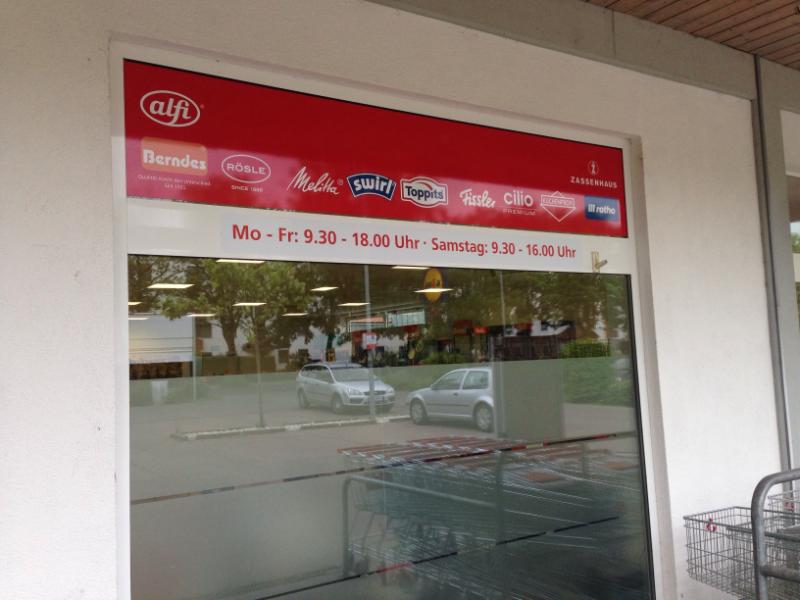 alfi
Berndes
RÖSLE
SINCE 1888
Melitta
swirl
Toppits
Fissler
cilio
PREMIUM
KÜCHENPROFI
ZASSENHAUS
rotho
Mo - Fr: 9.30 - 18.00 Uhr · Samstag: 9.30 - 16.00 Uhr